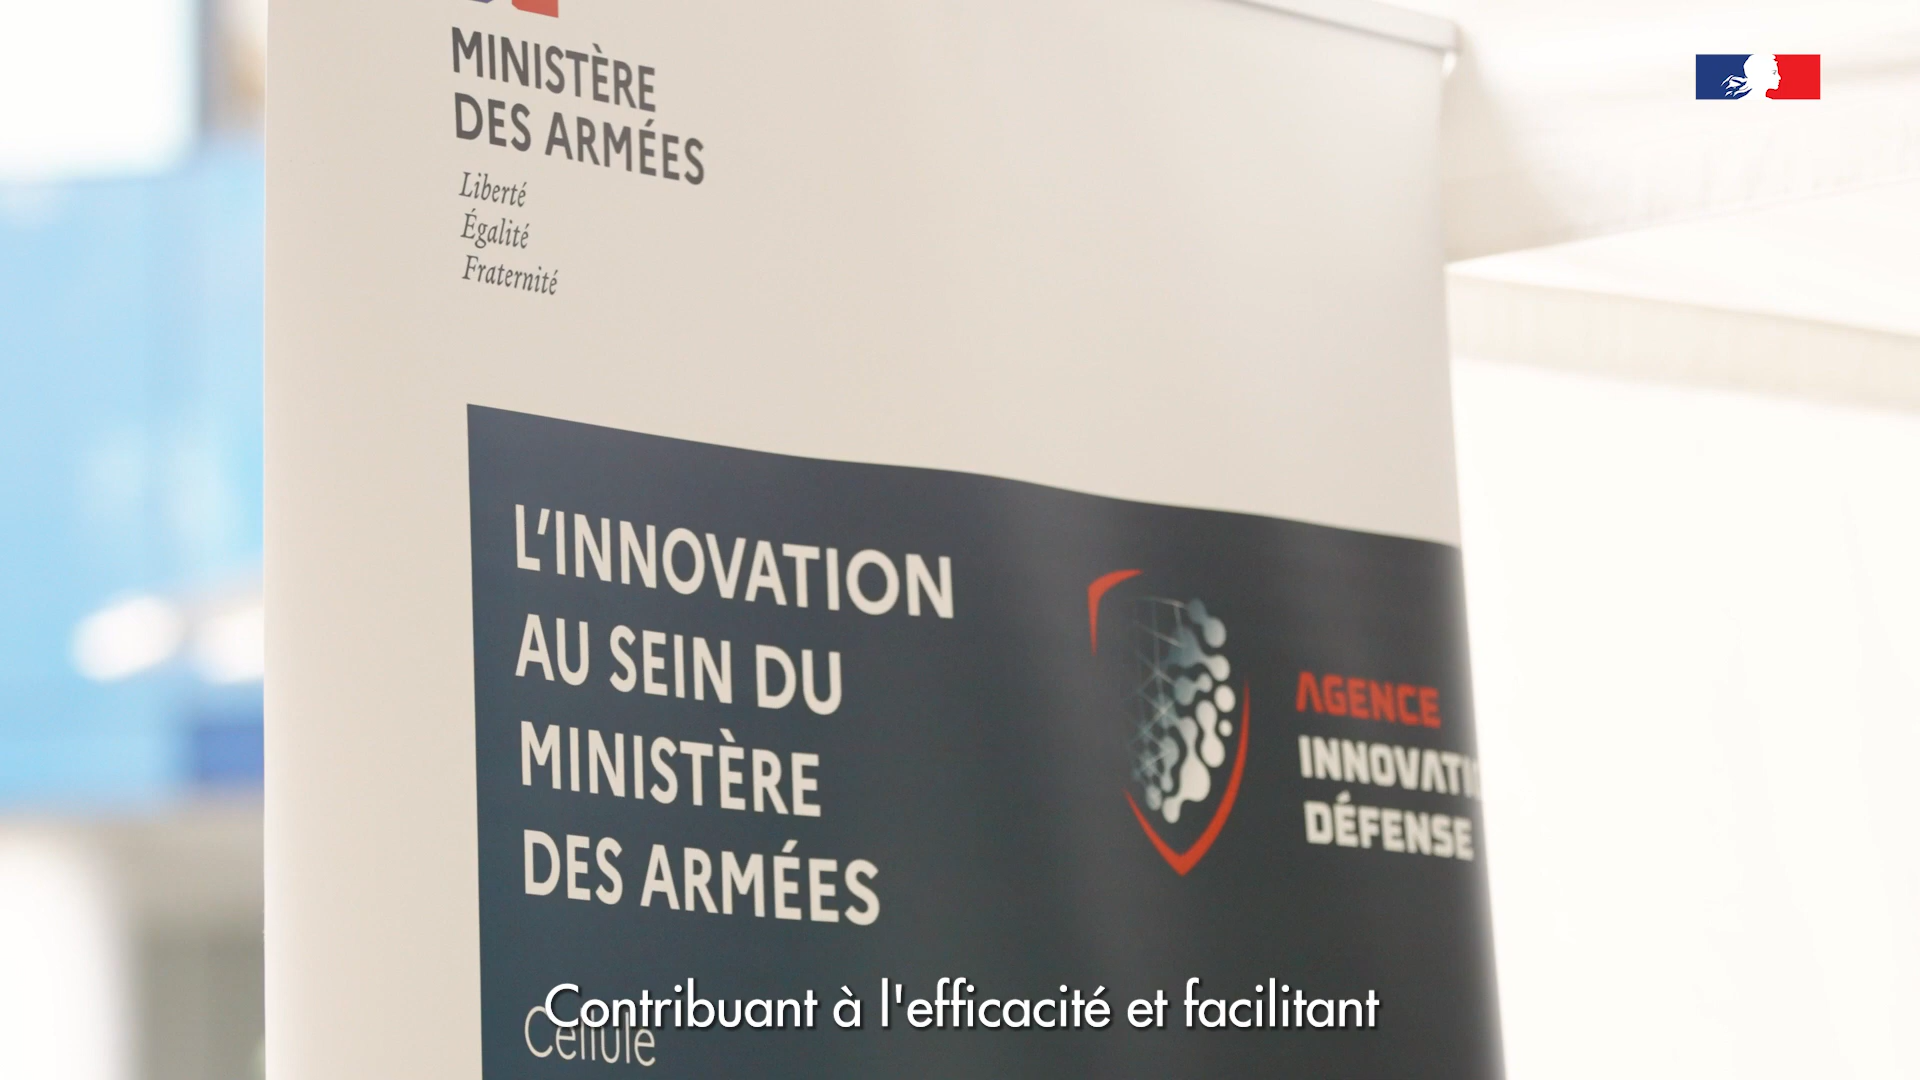 MINISTÈRE
DES ARMÉES
Liberté
Égalité
Fraternité
L'INNOVATION
AU SEIN DU
MINISTÈRE
DES ARMÉES
AGENCE
INNOVATI
DÉFENSE
Cellule
Contribuant à l'efficacité et facilitant